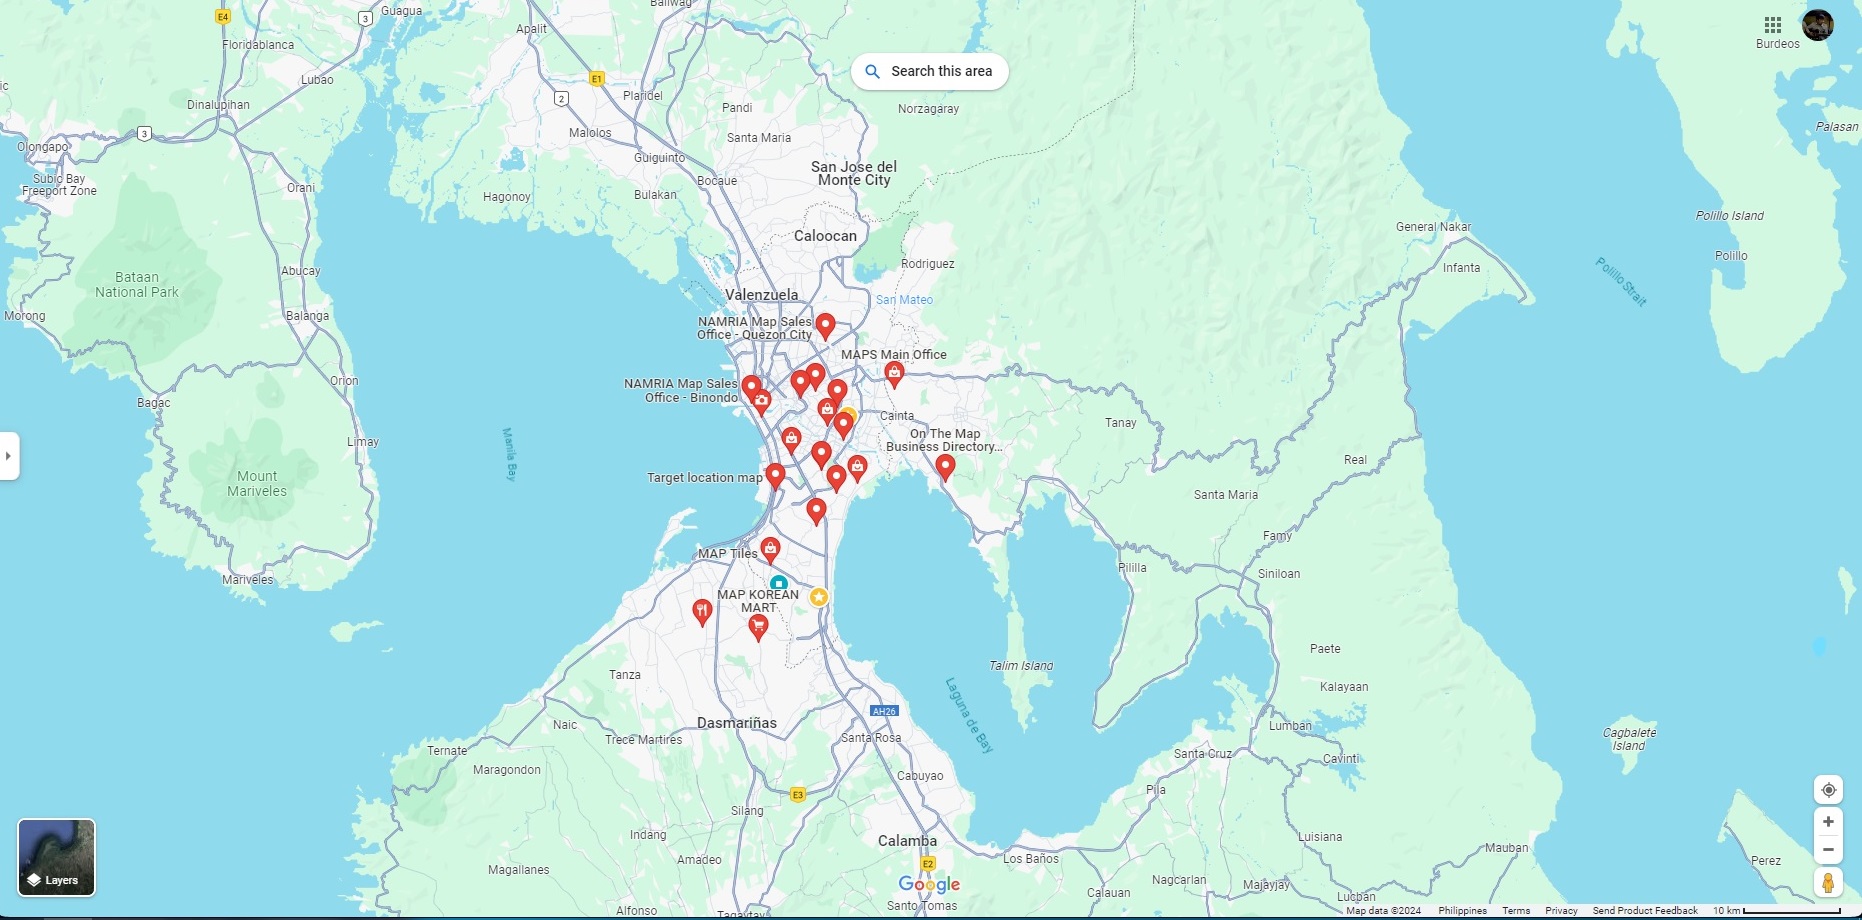 Guagua
Baliwag
E4
3
Apalit
Floridablanca
Burdeos
Search this area
Lubao
E1
2
Plaridel
Dinalupihan
Pandi
Norzagaray
Palasan
3
Malolos
Santa Maria
Olongapo
Guiguinto
San Jose del
Monte City
Subic Bay
Freeport Zone
Orani
Bocaue
Hagonoy
Bulakan
Polillo Island
General Nakar
Caloocan
Polillo
Rodriguez
Infanta
Abucay
Polillo Strait
Bataan
National Park
Valenzuela
San Mateo
Morong
Balanga
NAMRIA Map Sales
Office - Quezon City
MAPS Main Office
Orion
NAMRIA Map Sales
Office - Binondo
Bagac
Cainta
Tanay
Limay
On The Map
Business Directory...
Manila Bay
Real
Mount
Mariveles
Target location map
Santa Maria
Famy
MAP Tiles
Pililla
Siniloan
Mariveles
MAP KOREAN
MART
Paete
Talim Island
Tanza
Kalayaan
Laguna de Bay
AH26
Dasmariñas
Naic
Lumban
Trece Martires
Santa Rosa
Cagbalete
Island
Ternate
Santa Cruz
Cavinti
Maragondon
Cabuyao
Pila
E3
Silang
Indang
Luisiana
Calamba
Mauban
Los Baños
Amadeo
Perez
E2
Magallanes
Layers
Nagcarlan
Majayjay
Google
Calauan
Lucban
Santo Tomas
Alfonso
Tagaytay
Map data ©2024 Philippines Terms Privacy Send Product Feedback 10 km